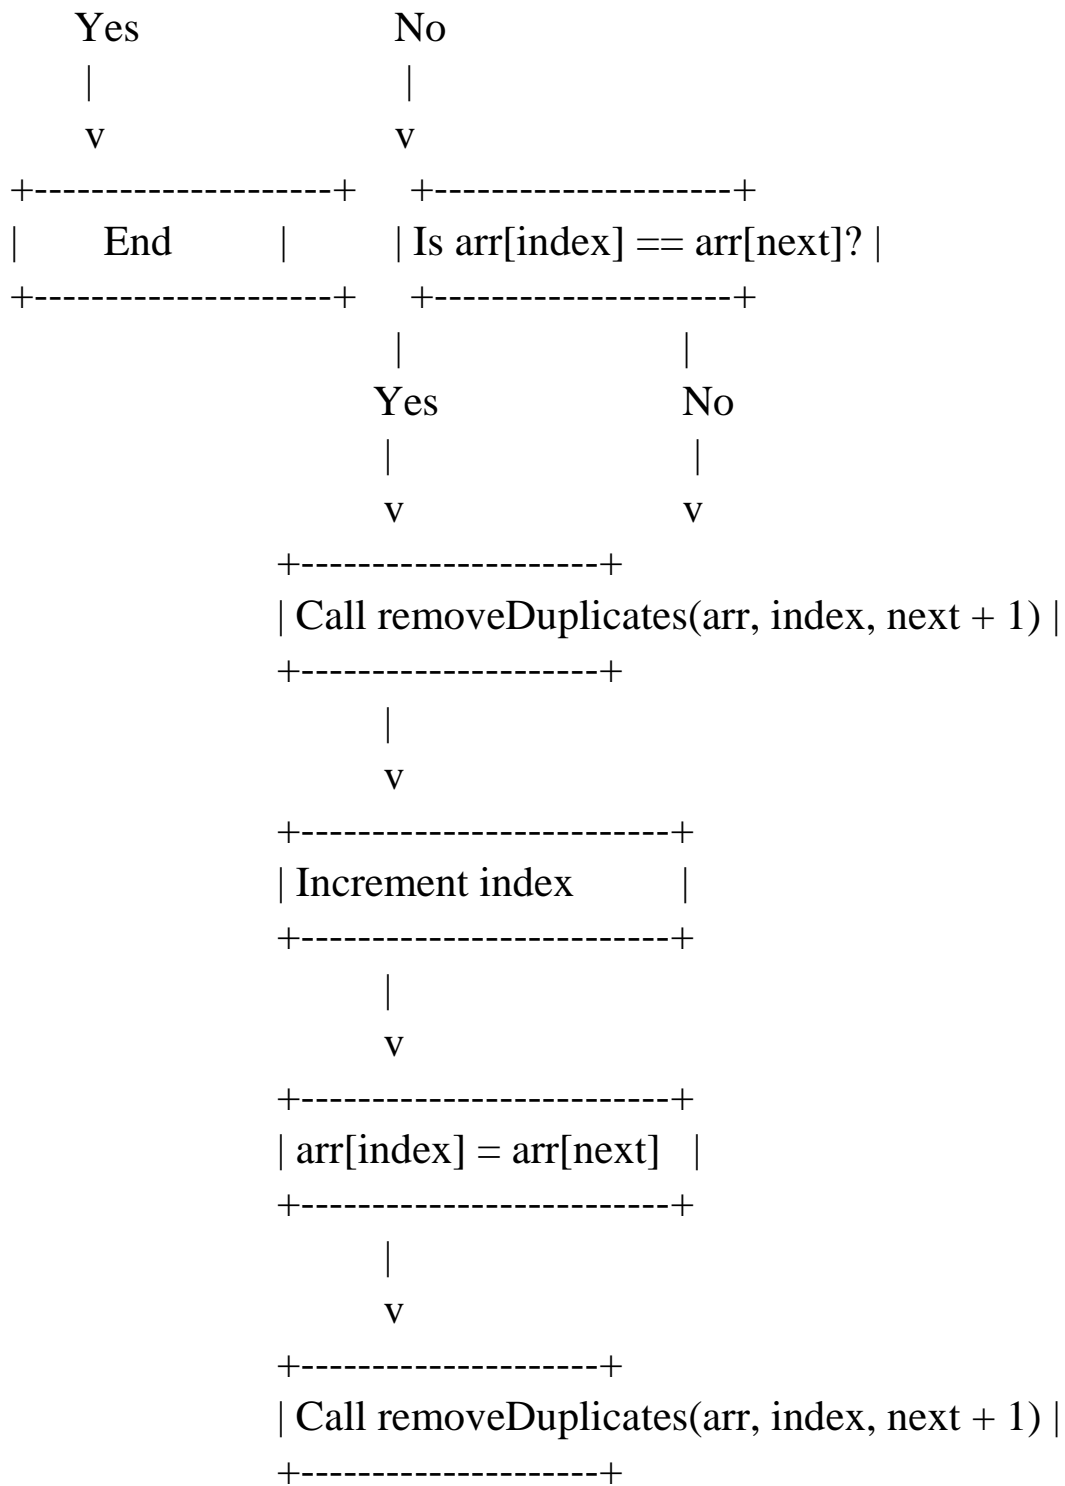 Yes                    No
|                          |
v                         v
+---------------------+     +---------------------+
|       End         |         | Is arr[index] == arr[next]? |
+---------------------+     +---------------------+
|                         |
Yes                     No
|                          |
v                         v
+---------------------+
| Call removeDuplicates(arr, index, next + 1) |
+---------------------+
|
v
+--------------------------+
| Increment index         |
+--------------------------+
|
v
+--------------------------+
| arr[index] = arr[next]   |
+--------------------------+
|
v
+---------------------+
| Call removeDuplicates(arr, index, next + 1) |
+---------------------+